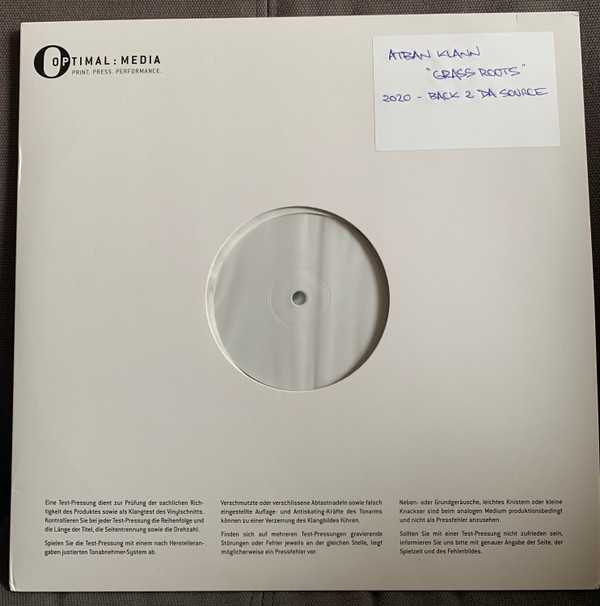 OPTIMAL : MEDIA
PRINT. PRESS. PERFORMANCE.
ATBAN KLANN
"GRASS ROOTS"
2020 - BACK 2 DA SOURCE
Eine Test-Pressung dient zur Prüfung der sachlichen Rich-
tigkeit des Produktes sowie als Klangtest des Vinylschnitts.
Kontrollieren Sie bei jeder Test-Pressung die Reihenfolge und
die Länge der Titel, die Seitentrennung sowie die Drehzahl.
Spielen Sie die Test-Pressung mit einem nach Herstelleran-
gaben justierten Tonabnehmer-System ab.
Verschmutzte oder verschlissene Abtastnadeln sowie falsch
eingestellte Auflage- und Antiskating-Kräfte des Tonarms
können zu einer Verzerrung des Klangbildes führen.
Finden sich auf mehreren Test-Pressungen gravierende
Störungen oder Fehler jeweils an der gleichen Stelle, liegt
möglicherweise ein Pressfehler vor.
Neben- oder Grundgeräusche, leichtes Knistern oder kleine
Knackser sind beim analogen Medium produktionsbedingt
und nicht als Pressfehler anzusehen.
Sollten Sie mit einer Test-Pressung nicht zufrieden sein,
informieren Sie uns bitte mit genauer Angabe der Seite, der
Spielzeit und des Fehlerbildes.